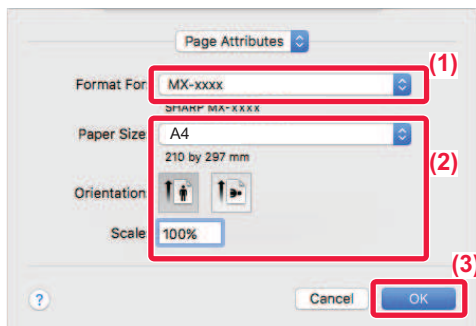 Page Attributes
(1)
Format For: MX-xxxx
SHARP MX-xxxx
Paper Size: A4
210 by 297 mm
(2)
Orientation:
Scale: 100%
(3)
? Cancel OK